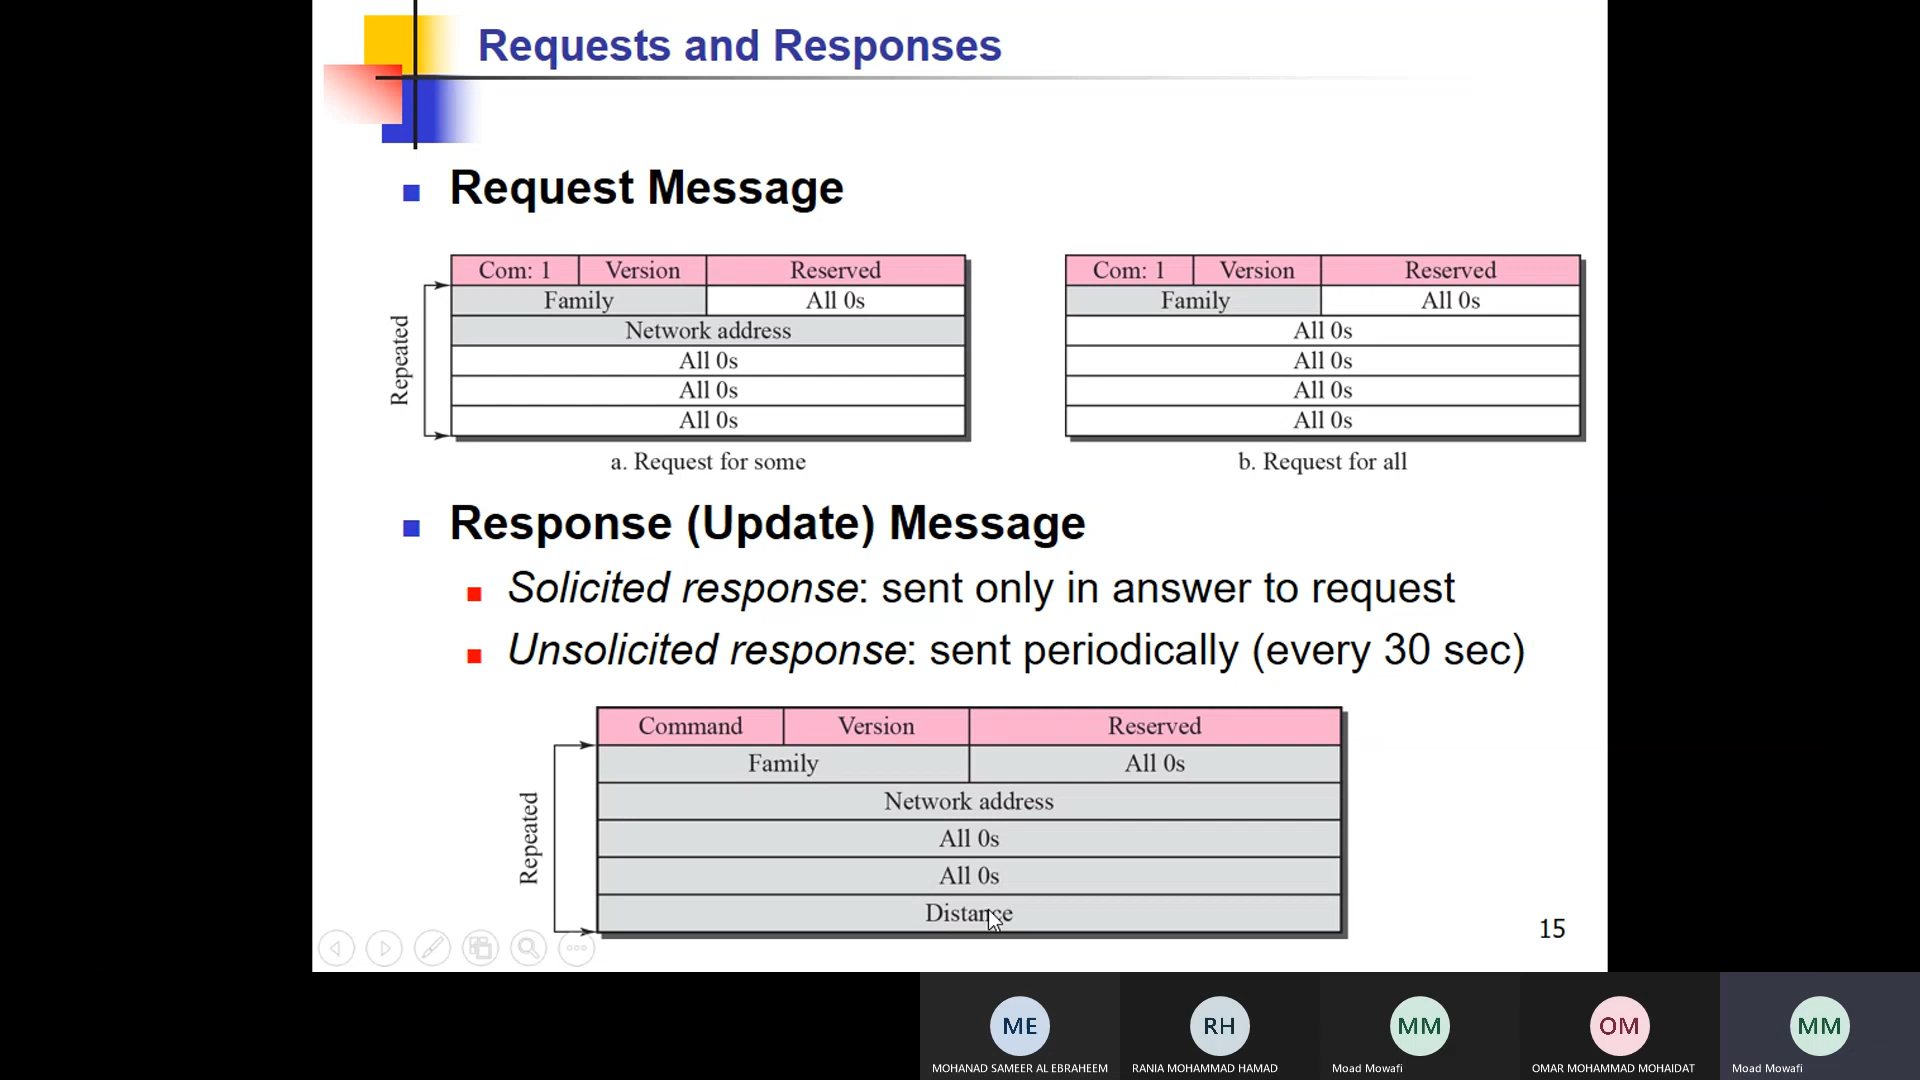 Requests and Responses
Request Message
Com: 1 Version Reserved
Family All 0s
Network address
All 0s
All 0s
All 0s
Repeated
a. Request for some
Com: 1 Version Reserved
Family All 0s
All 0s
All 0s
All 0s
All 0s
b. Request for all
Response (Update) Message
Solicited response: sent only in answer to request
Unsolicited response: sent periodically (every 30 sec)
Command Version Reserved
Family All 0s
Network address
All 0s
All 0s
Distance
Repeated
15
ME RH MM OM MM
MOHANAD SAMEER AL EBRAHEEM RANIA MOHAMMAD HAMAD Moad Mowafi OMAR MOHAMMAD MOHAIDAT Moad Mowafi